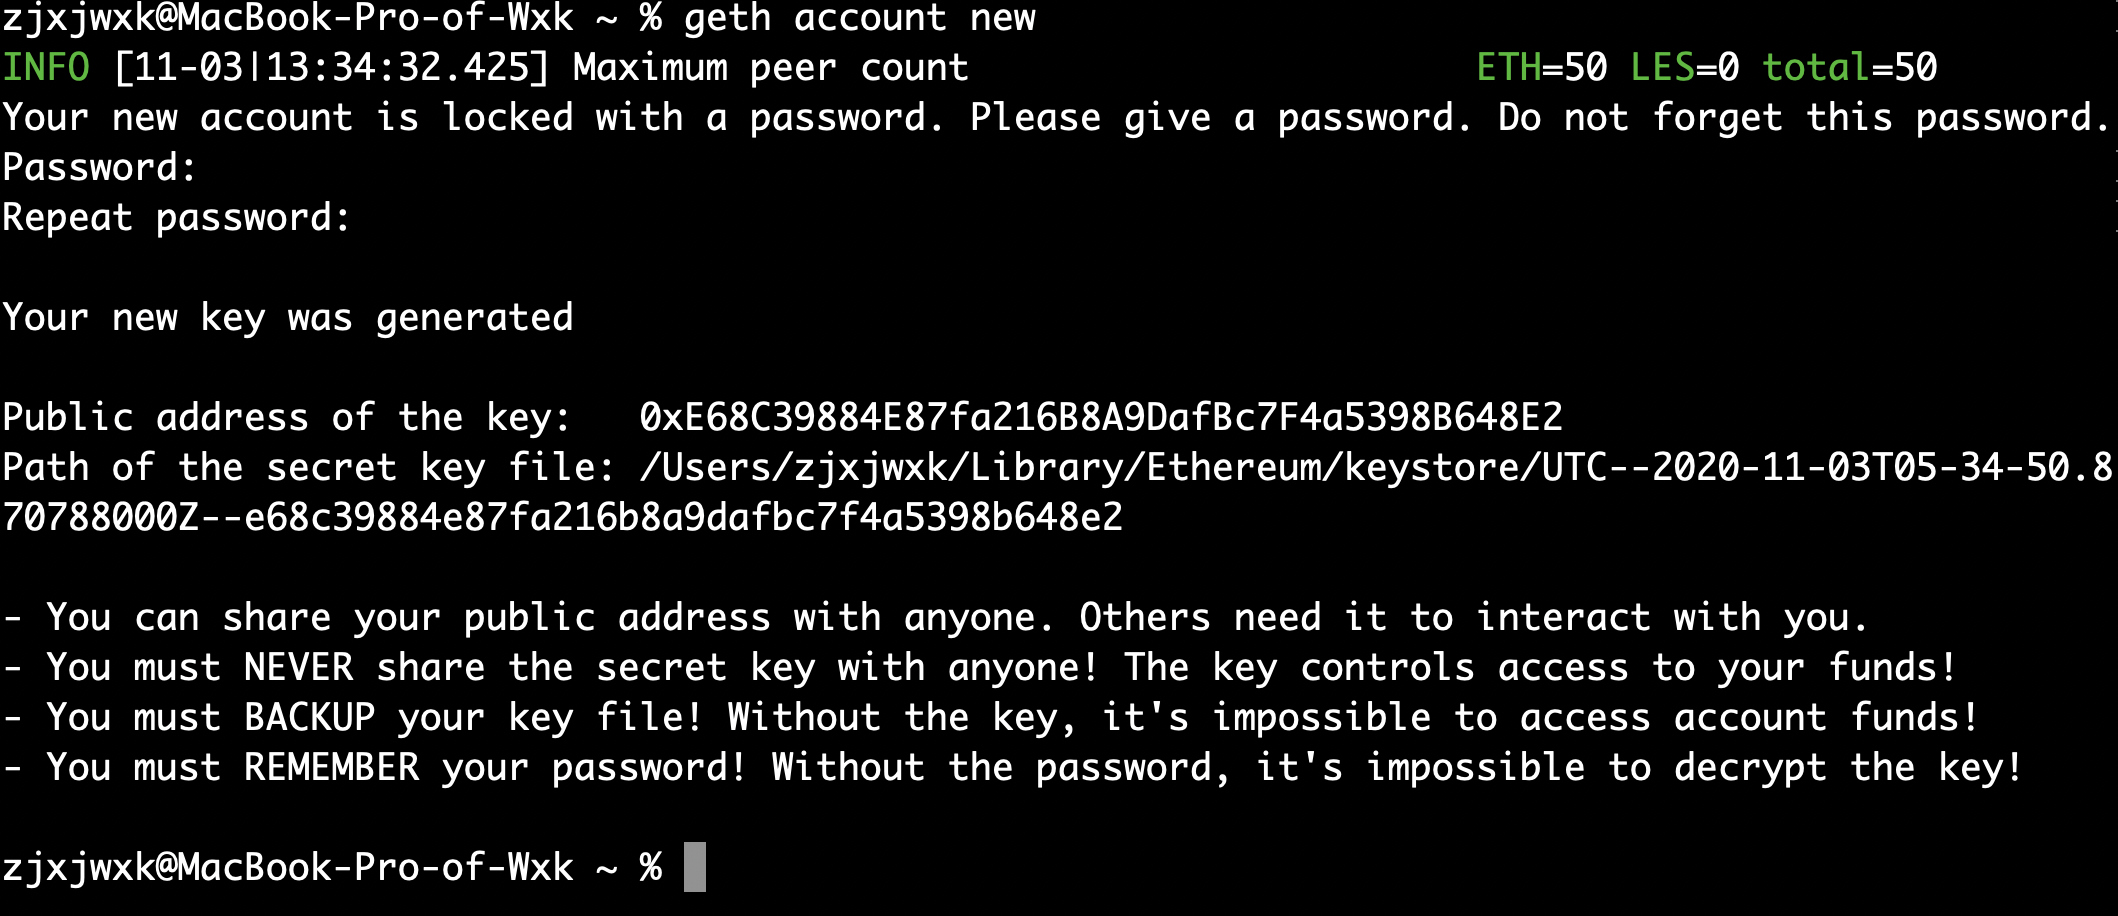 zjxjwxk@MacBook-Pro-of-Wxk ~ % geth account new
INFO [11-03|13:34:32.425] Maximum peer count                       ETH=50 LES=0 total=50
Your new account is locked with a password. Please give a password. Do not forget this password.
Password:
Repeat password:
Your new key was generated
Public address of the key:   0xE68C39884E87fa216B8A9DafBc7F4a5398B648E2
Path of the secret key file: /Users/zjxjwxk/Library/Ethereum/keystore/UTC--2020-11-03T05-34-50.8
70788000Z--e68c39884e87fa216b8a9dafbc7f4a5398b648e2
- You can share your public address with anyone. Others need it to interact with you.
- You must NEVER share the secret key with anyone! The key controls access to your funds!
- You must BACKUP your key file! Without the key, it's impossible to access account funds!
- You must REMEMBER your password! Without the password, it's impossible to decrypt the key!
zjxjwxk@MacBook-Pro-of-Wxk ~ %